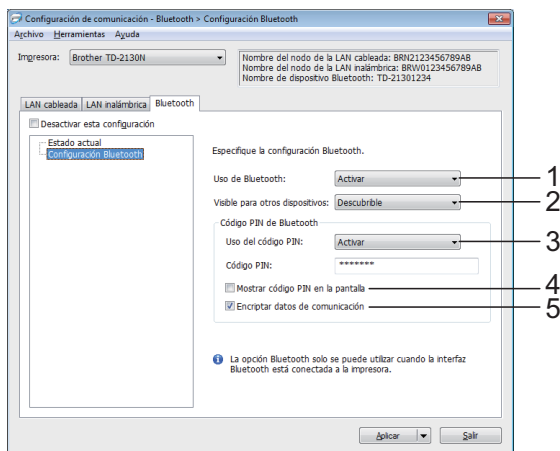 Configuración de comunicación - Bluetooth > Configuración Bluetooth
Archivo Herramientas Ayuda
Impresora: Brother TD-2130N
Nombre del nodo de la LAN cableada: BRN2123456789AB
Nombre del nodo de la LAN inalámbrica: BRW0123456789AB
Nombre de dispositivo Bluetooth: TD-21301234
LAN cableada LAN inalámbrica Bluetooth
Desactivar esta configuración
Estado actual
Configuración Bluetooth
Especifique la configuración Bluetooth.
Uso de Bluetooth: Activar 1
Visible para otros dispositivos: Descubrible 2
Código PIN de Bluetooth
Uso del código PIN: Activar 3
Código PIN: *******
Mostrar código PIN en la pantalla 4
Encriptar datos de comunicación 5
La opción Bluetooth solo se puede utilizar cuando la interfaz
Bluetooth está conectada a la impresora.
Aplicar Salir